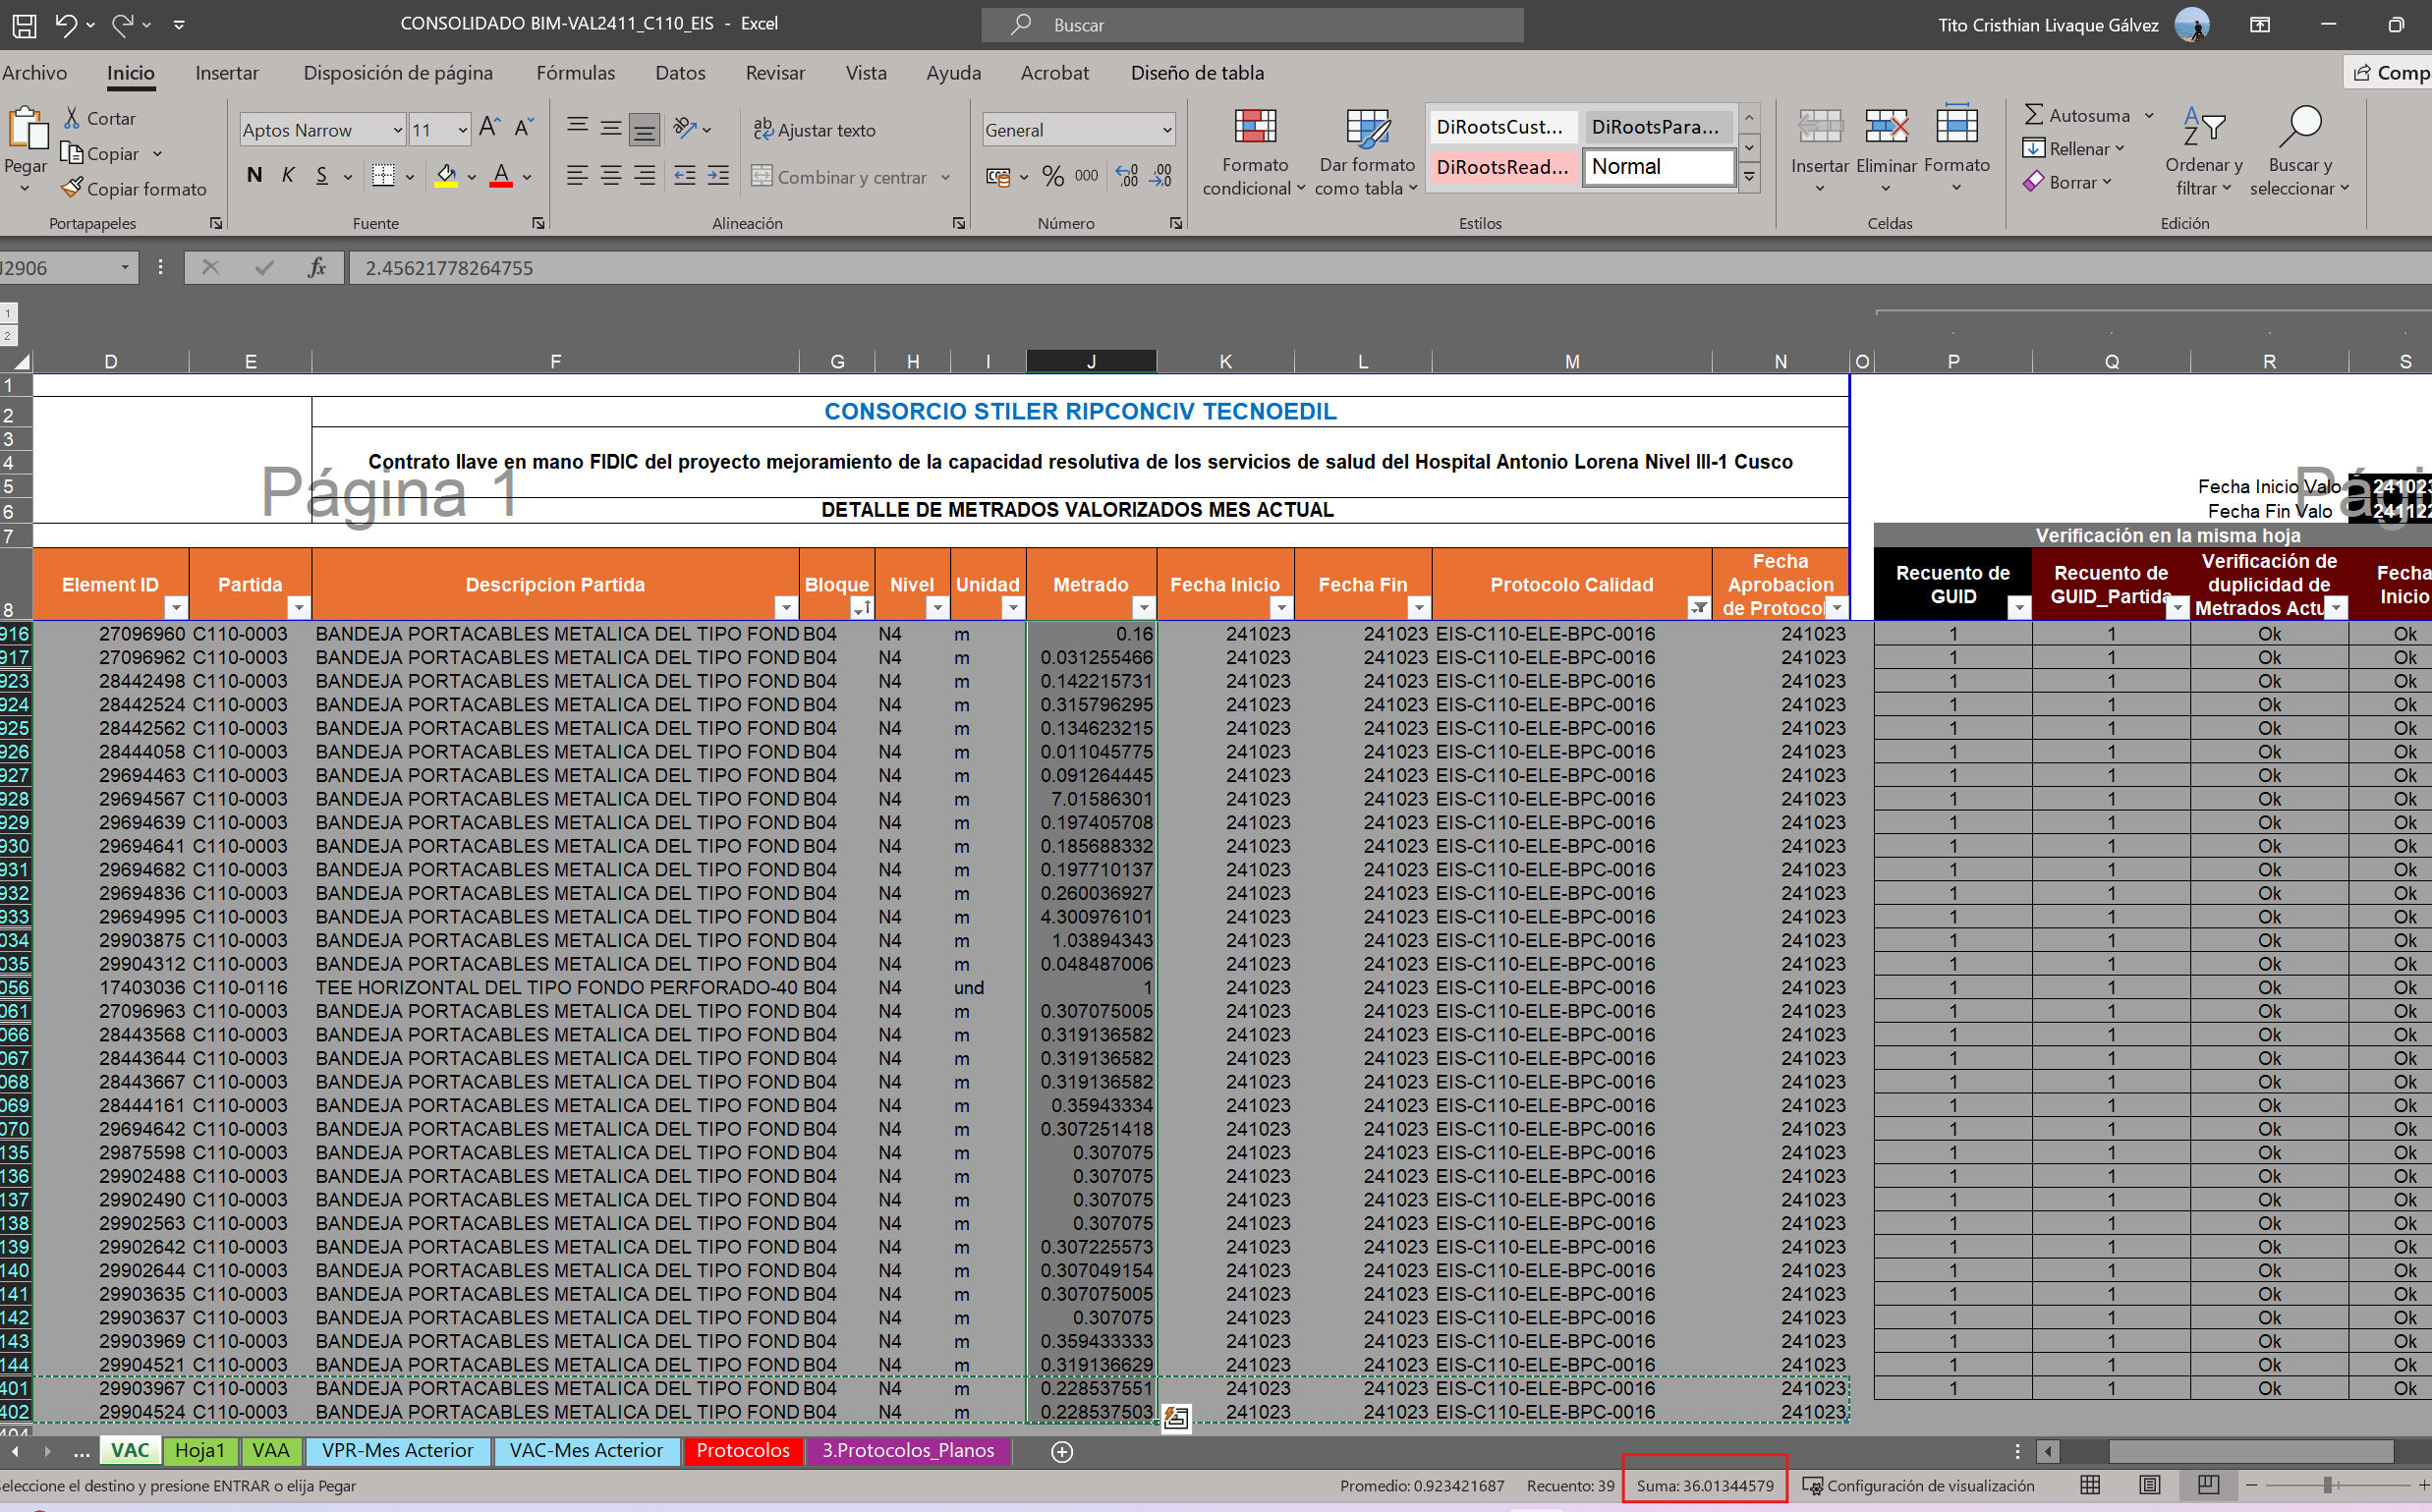 CONSOLIDADO BIM-VAL2411_C110_EIS - Excel
Buscar
Tito Cristhian Livaque Gálvez
Archivo Inicio Insertar Disposición de página Fórmulas Datos Revisar Vista Ayuda Acrobat Diseño de tabla
Pegar
Cortar
Copiar
Copiar formato
Portapapeles
Aptos Narrow 11
N K S
Fuente
Ajustar texto
Combinar y centrar
Alineación
General
% 000
Número
Formato condicional
Dar formato como tabla
DiRootsCust... DiRootsPara...
DiRootsRead... Normal
Estilos
Insertar Eliminar Formato
Celdas
Autosuma
Rellenar
Borrar
Ordenar y filtrar
Buscar y seleccionar
Edición
J2906 fx 2.45621778264755
1
2
D E F G H I J K L M N O P Q R S
1
2 CONSORCIO STILER RIPCONCIV TECNOEDIL
3
4 Contrato llave en mano FIDIC del proyecto mejoramiento de la capacidad resolutiva de los servicios de salud del Hospital Antonio Lorena Nivel III-1 Cusco
Página 1
5 Fecha Inicio Valo 241023
6 DETALLE DE METRADOS VALORIZADOS MES ACTUAL Fecha Fin Valo 241122
7 Verificación en la misma hoja
8 Element ID Partida Descripcion Partida Bloque Nivel Unidad Metrado Fecha Inicio Fecha Fin Protocolo Calidad Fecha Aprobacion de Protocol Recuento de GUID Recuento de GUID_Partida Verificación de duplicidad de Metrados Actu Fecha Inicio
916 27096960 C110-0003 BANDEJA PORTACABLES METALICA DEL TIPO FOND B04 N4 m 0.16 241023 241023 EIS-C110-ELE-BPC-0016 241023 1 1 Ok Ok
917 27096962 C110-0003 BANDEJA PORTACABLES METALICA DEL TIPO FOND B04 N4 m 0.031255466 241023 241023 EIS-C110-ELE-BPC-0016 241023 1 1 Ok Ok
923 28442498 C110-0003 BANDEJA PORTACABLES METALICA DEL TIPO FOND B04 N4 m 0.142215731 241023 241023 EIS-C110-ELE-BPC-0016 241023 1 1 Ok Ok
924 28442524 C110-0003 BANDEJA PORTACABLES METALICA DEL TIPO FOND B04 N4 m 0.315796295 241023 241023 EIS-C110-ELE-BPC-0016 241023 1 1 Ok Ok
925 28442562 C110-0003 BANDEJA PORTACABLES METALICA DEL TIPO FOND B04 N4 m 0.134623215 241023 241023 EIS-C110-ELE-BPC-0016 241023 1 1 Ok Ok
926 28444058 C110-0003 BANDEJA PORTACABLES METALICA DEL TIPO FOND B04 N4 m 0.011045775 241023 241023 EIS-C110-ELE-BPC-0016 241023 1 1 Ok Ok
927 29694463 C110-0003 BANDEJA PORTACABLES METALICA DEL TIPO FOND B04 N4 m 0.091264445 241023 241023 EIS-C110-ELE-BPC-0016 241023 1 1 Ok Ok
928 29694567 C110-0003 BANDEJA PORTACABLES METALICA DEL TIPO FOND B04 N4 m 7.01586301 241023 241023 EIS-C110-ELE-BPC-0016 241023 1 1 Ok Ok
929 29694639 C110-0003 BANDEJA PORTACABLES METALICA DEL TIPO FOND B04 N4 m 0.197405708 241023 241023 EIS-C110-ELE-BPC-0016 241023 1 1 Ok Ok
930 29694641 C110-0003 BANDEJA PORTACABLES METALICA DEL TIPO FOND B04 N4 m 0.185688332 241023 241023 EIS-C110-ELE-BPC-0016 241023 1 1 Ok Ok
931 29694682 C110-0003 BANDEJA PORTACABLES METALICA DEL TIPO FOND B04 N4 m 0.197710137 241023 241023 EIS-C110-ELE-BPC-0016 241023 1 1 Ok Ok
932 29694836 C110-0003 BANDEJA PORTACABLES METALICA DEL TIPO FOND B04 N4 m 0.260036927 241023 241023 EIS-C110-ELE-BPC-0016 241023 1 1 Ok Ok
933 29694995 C110-0003 BANDEJA PORTACABLES METALICA DEL TIPO FOND B04 N4 m 4.300976101 241023 241023 EIS-C110-ELE-BPC-0016 241023 1 1 Ok Ok
034 29903875 C110-0003 BANDEJA PORTACABLES METALICA DEL TIPO FOND B04 N4 m 1.03894343 241023 241023 EIS-C110-ELE-BPC-0016 241023 1 1 Ok Ok
035 29904312 C110-0003 BANDEJA PORTACABLES METALICA DEL TIPO FOND B04 N4 m 0.048487006 241023 241023 EIS-C110-ELE-BPC-0016 241023 1 1 Ok Ok
056 17403036 C110-0116 TEE HORIZONTAL DEL TIPO FONDO PERFORADO-40 B04 N4 und 1 241023 241023 EIS-C110-ELE-BPC-0016 241023 1 1 Ok Ok
061 27096963 C110-0003 BANDEJA PORTACABLES METALICA DEL TIPO FOND B04 N4 m 0.307075005 241023 241023 EIS-C110-ELE-BPC-0016 241023 1 1 Ok Ok
066 28443568 C110-0003 BANDEJA PORTACABLES METALICA DEL TIPO FOND B04 N4 m 0.319136582 241023 241023 EIS-C110-ELE-BPC-0016 241023 1 1 Ok Ok
067 28443644 C110-0003 BANDEJA PORTACABLES METALICA DEL TIPO FOND B04 N4 m 0.319136582 241023 241023 EIS-C110-ELE-BPC-0016 241023 1 1 Ok Ok
068 28443667 C110-0003 BANDEJA PORTACABLES METALICA DEL TIPO FOND B04 N4 m 0.319136582 241023 241023 EIS-C110-ELE-BPC-0016 241023 1 1 Ok Ok
069 28444161 C110-0003 BANDEJA PORTACABLES METALICA DEL TIPO FOND B04 N4 m 0.35943334 241023 241023 EIS-C110-ELE-BPC-0016 241023 1 1 Ok Ok
070 29694642 C110-0003 BANDEJA PORTACABLES METALICA DEL TIPO FOND B04 N4 m 0.307251418 241023 241023 EIS-C110-ELE-BPC-0016 241023 1 1 Ok Ok
135 29875598 C110-0003 BANDEJA PORTACABLES METALICA DEL TIPO FOND B04 N4 m 0.307075 241023 241023 EIS-C110-ELE-BPC-0016 241023 1 1 Ok Ok
136 29902488 C110-0003 BANDEJA PORTACABLES METALICA DEL TIPO FOND B04 N4 m 0.307075 241023 241023 EIS-C110-ELE-BPC-0016 241023 1 1 Ok Ok
137 29902490 C110-0003 BANDEJA PORTACABLES METALICA DEL TIPO FOND B04 N4 m 0.307075 241023 241023 EIS-C110-ELE-BPC-0016 241023 1 1 Ok Ok
138 29902563 C110-0003 BANDEJA PORTACABLES METALICA DEL TIPO FOND B04 N4 m 0.307075 241023 241023 EIS-C110-ELE-BPC-0016 241023 1 1 Ok Ok
139 29902642 C110-0003 BANDEJA PORTACABLES METALICA DEL TIPO FOND B04 N4 m 0.307225573 241023 241023 EIS-C110-ELE-BPC-0016 241023 1 1 Ok Ok
140 29902644 C110-0003 BANDEJA PORTACABLES METALICA DEL TIPO FOND B04 N4 m 0.307049154 241023 241023 EIS-C110-ELE-BPC-0016 241023 1 1 Ok Ok
141 29903635 C110-0003 BANDEJA PORTACABLES METALICA DEL TIPO FOND B04 N4 m 0.307075005 241023 241023 EIS-C110-ELE-BPC-0016 241023 1 1 Ok Ok
142 29903637 C110-0003 BANDEJA PORTACABLES METALICA DEL TIPO FOND B04 N4 m 0.307075 241023 241023 EIS-C110-ELE-BPC-0016 241023 1 1 Ok Ok
143 29903969 C110-0003 BANDEJA PORTACABLES METALICA DEL TIPO FOND B04 N4 m 0.359433333 241023 241023 EIS-C110-ELE-BPC-0016 241023 1 1 Ok Ok
144 29904521 C110-0003 BANDEJA PORTACABLES METALICA DEL TIPO FOND B04 N4 m 0.319136629 241023 241023 EIS-C110-ELE-BPC-0016 241023 1 1 Ok Ok
401 29903967 C110-0003 BANDEJA PORTACABLES METALICA DEL TIPO FOND B04 N4 m 0.228537551 241023 241023 EIS-C110-ELE-BPC-0016 241023 1 1 Ok Ok
402 29904524 C110-0003 BANDEJA PORTACABLES METALICA DEL TIPO FOND B04 N4 m 0.228537503 241023 241023 EIS-C110-ELE-BPC-0016 241023
... VAC Hoja1 VAA VPR-Mes Acterior VAC-Mes Acterior Protocolos 3.Protocolos_Planos
eleccione el destino y presione ENTRAR o elija Pegar Promedio: 0.923421687 Recuento: 39 Suma: 36.01344579 Configuración de visualización